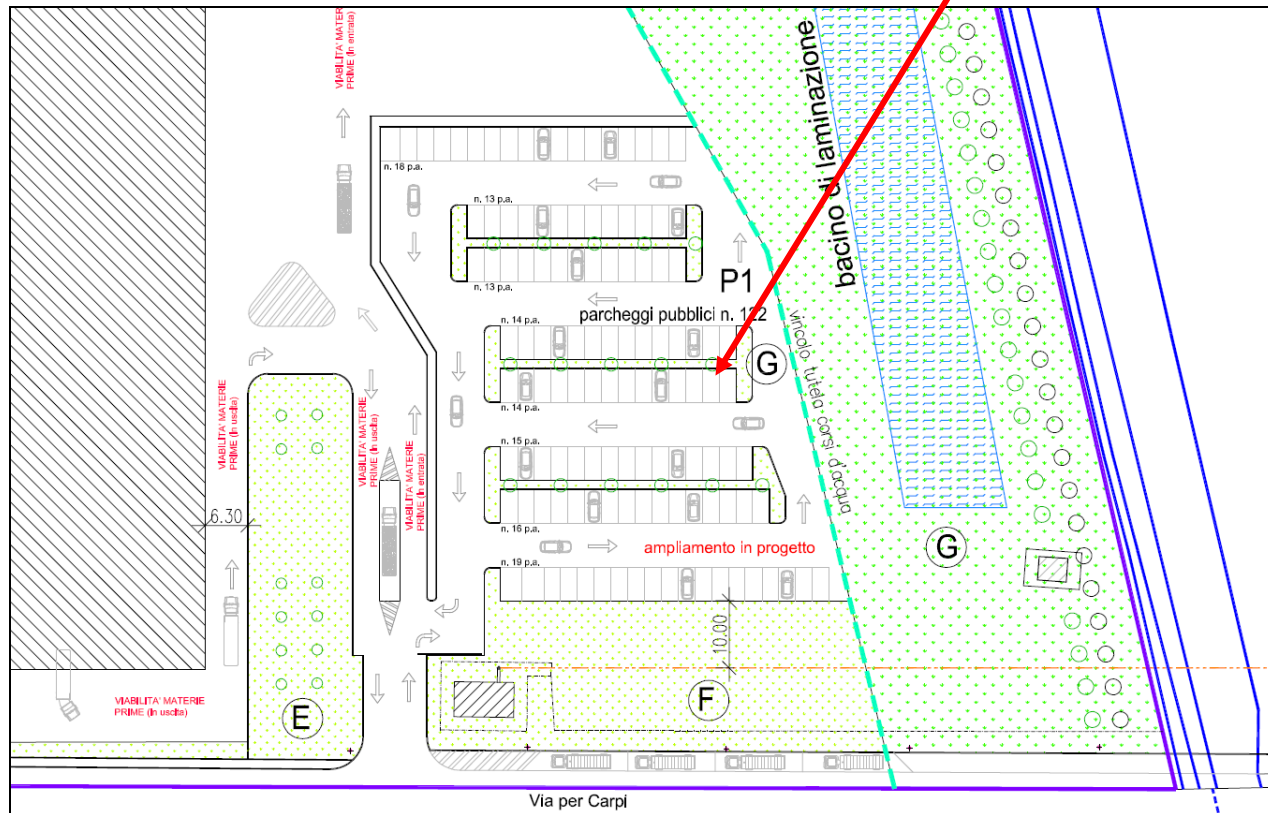 VIABILITA' MATERIE
PRIME (in entrata)
n. 18 p.a.
n. 13 p.a.
n. 13 p.a.
P1
parcheggi pubblici n. 122
bacino di laminazione
vincolo tutela corsi d'acqua
n. 14 p.a.
G
n. 14 p.a.
VIABILITA' MATERIE
PRIME (in uscita)
VIABILITA' MATERIE
PRIME (in uscita)
VIABILITA' MATERIE
PRIME (in entrata)
n. 15 p.a.
n. 16 p.a.
6.30
ampliamento in progetto
G
n. 19 p.a.
10.00
VIABILITA' MATERIE
PRIME (in uscita)
E
F
Via per Carpi